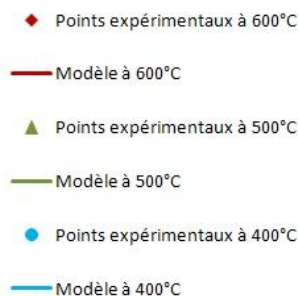 Points expérimentaux à 600°C
Modèle à 600°C
Points expérimentaux à 500°C
Modèle à 500°C
Points expérimentaux à 400°C
Modèle à 400°C